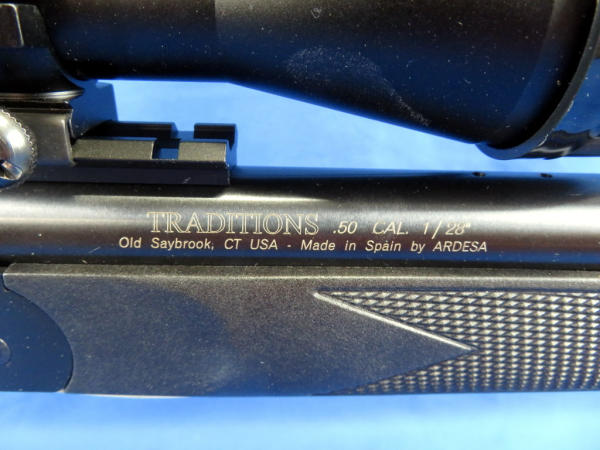 TRADITIONS .50 CAL. 1/28"
Old Saybrook, CT USA - Made in Spain by ARDESA